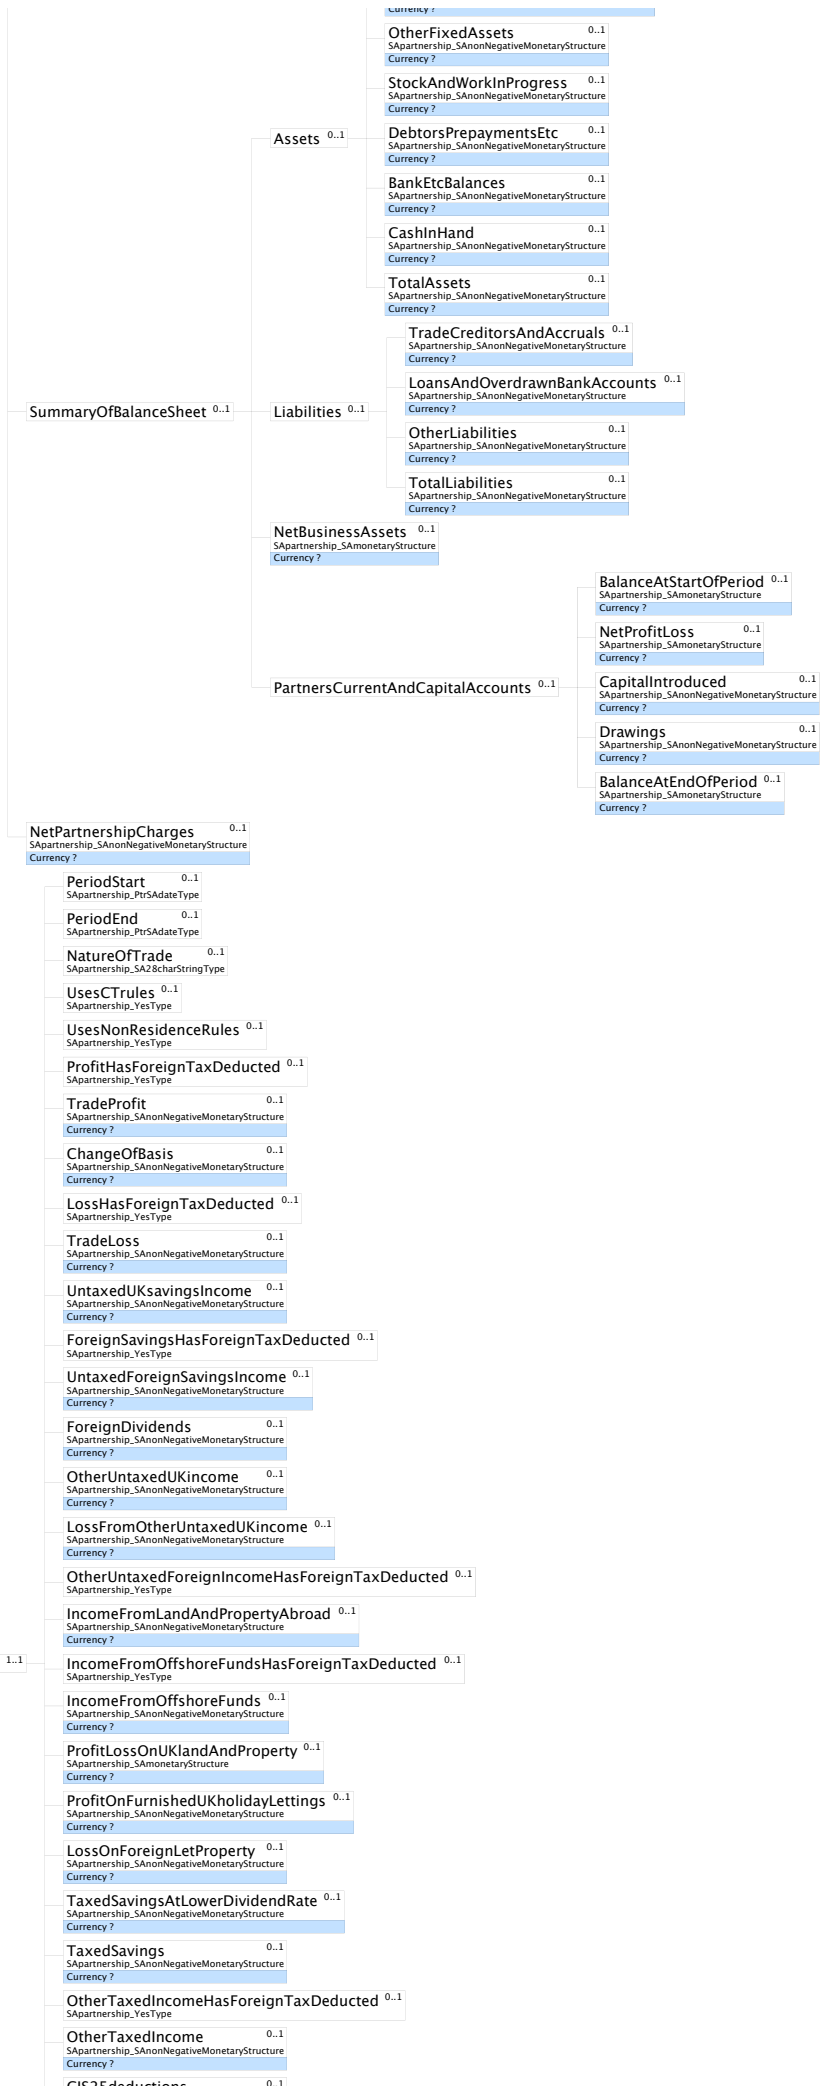 Currency ?
OtherFixedAssets 0..1
SApartnership_SAnonNegativeMonetaryStructure
Currency ?
StockAndWorkInProgress 0..1
SApartnership_SAnonNegativeMonetaryStructure
Currency ?
Assets 0..1
DebtorsPrepaymentsEtc 0..1
SApartnership_SAnonNegativeMonetaryStructure
Currency ?
BankEtcBalances 0..1
SApartnership_SAnonNegativeMonetaryStructure
Currency ?
CashInHand 0..1
SApartnership_SAnonNegativeMonetaryStructure
Currency ?
TotalAssets 0..1
SApartnership_SAnonNegativeMonetaryStructure
Currency ?
TradeCreditorsAndAccruals 0..1
SApartnership_SAnonNegativeMonetaryStructure
Currency ?
LoansAndOverdrawnBankAccounts 0..1
SApartnership_SAnonNegativeMonetaryStructure
Currency ?
SummaryOfBalanceSheet 0..1
Liabilities 0..1
OtherLiabilities 0..1
SApartnership_SAnonNegativeMonetaryStructure
Currency ?
TotalLiabilities 0..1
SApartnership_SAnonNegativeMonetaryStructure
Currency ?
NetBusinessAssets 0..1
SApartnership_SAmonetaryStructure
Currency ?
BalanceAtStartOfPeriod 0..1
SApartnership_SAmonetaryStructure
Currency ?
NetProfitLoss 0..1
SApartnership_SAmonetaryStructure
Currency ?
PartnersCurrentAndCapitalAccounts 0..1
CapitalIntroduced 0..1
SApartnership_SAnonNegativeMonetaryStructure
Currency ?
Drawings 0..1
SApartnership_SAnonNegativeMonetaryStructure
Currency ?
BalanceAtEndOfPeriod 0..1
SApartnership_SAmonetaryStructure
Currency ?
NetPartnershipCharges 0..1
SApartnership_SAnonNegativeMonetaryStructure
Currency ?
PeriodStart 0..1
SApartnership_PtrSAdateType
PeriodEnd 0..1
SApartnership_PtrSAdateType
NatureOfTrade 0..1
SApartnership_SA28charStringType
UsesCTrules 0..1
SApartnership_YesType
UsesNonResidenceRules 0..1
SApartnership_YesType
ProfitHasForeignTaxDeducted 0..1
SApartnership_YesType
TradeProfit 0..1
SApartnership_SAnonNegativeMonetaryStructure
Currency ?
ChangeOfBasis 0..1
SApartnership_SAnonNegativeMonetaryStructure
Currency ?
LossHasForeignTaxDeducted 0..1
SApartnership_YesType
TradeLoss 0..1
SApartnership_SAnonNegativeMonetaryStructure
Currency ?
UntaxedUKsavingsIncome 0..1
SApartnership_SAnonNegativeMonetaryStructure
Currency ?
ForeignSavingsHasForeignTaxDeducted 0..1
SApartnership_YesType
UntaxedForeignSavingsIncome 0..1
SApartnership_SAnonNegativeMonetaryStructure
Currency ?
ForeignDividends 0..1
SApartnership_SAnonNegativeMonetaryStructure
Currency ?
OtherUntaxedUKincome 0..1
SApartnership_SAnonNegativeMonetaryStructure
Currency ?
LossFromOtherUntaxedUKincome 0..1
SApartnership_SAnonNegativeMonetaryStructure
Currency ?
OtherUntaxedForeignIncomeHasForeignTaxDeducted 0..1
SApartnership_YesType
IncomeFromLandAndPropertyAbroad 0..1
SApartnership_SAnonNegativeMonetaryStructure
Currency ?
1..1
IncomeFromOffshoreFundsHasForeignTaxDeducted 0..1
SApartnership_YesType
IncomeFromOffshoreFunds 0..1
SApartnership_SAnonNegativeMonetaryStructure
Currency ?
ProfitLossOnUKlandAndProperty 0..1
SApartnership_SAmonetaryStructure
Currency ?
ProfitOnFurnishedUKholidayLettings 0..1
SApartnership_SAnonNegativeMonetaryStructure
Currency ?
LossOnForeignLetProperty 0..1
SApartnership_SAnonNegativeMonetaryStructure
Currency ?
TaxedSavingsAtLowerDividendRate 0..1
SApartnership_SAnonNegativeMonetaryStructure
Currency ?
TaxedSavings 0..1
SApartnership_SAnonNegativeMonetaryStructure
Currency ?
OtherTaxedIncomeHasForeignTaxDeducted 0..1
SApartnership_YesType
OtherTaxedIncome 0..1
SApartnership_SAnonNegativeMonetaryStructure
Currency ?
CIS25deductions 0..1